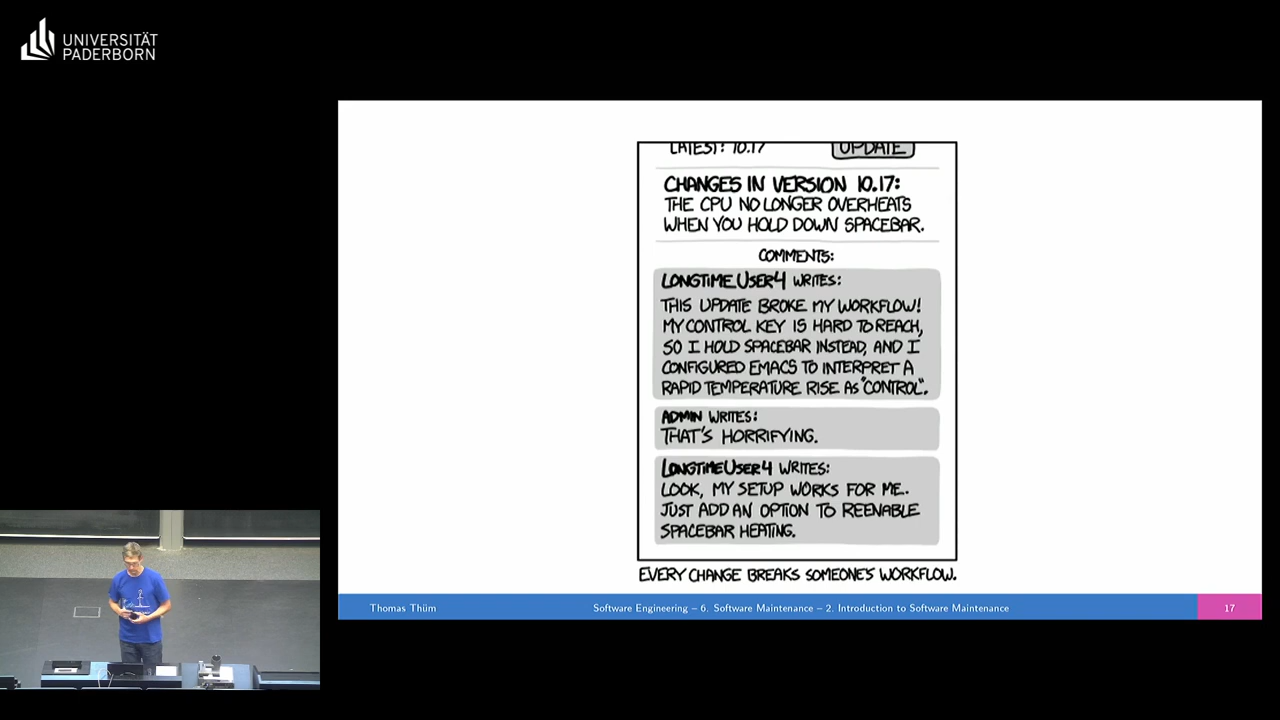 UNIVERSITÄT
PADERBORN
LATEST: 10.17 UPDATE
CHANGES IN VERSION 10.17:
THE CPU NO LONGER OVERHEATS
WHEN YOU HOLD DOWN SPACEBAR.
COMMENTS:
LONGTIMEUSER4 WRITES:
THIS UPDATE BROKE MY WORKFLOW!
MY CONTROL KEY IS HARD TO REACH,
SO I HOLD SPACEBAR INSTEAD, AND I
CONFIGURED EMACS TO INTERPRET A
RAPID TEMPERATURE RISE AS "CONTROL".
ADMIN WRITES:
THAT'S HORRIFYING.
LONGTIMEUSER4 WRITES:
LOOK, MY SETUP WORKS FOR ME.
JUST ADD AN OPTION TO REENABLE
SPACEBAR HEATING.
EVERY CHANGE BREAKS SOMEONE'S WORKFLOW.
Thomas Thüm Software Engineering – 6. Software Maintenance – 2. Introduction to Software Maintenance 17